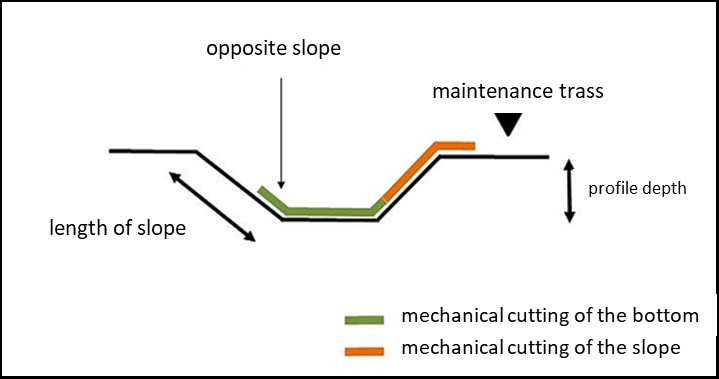 opposite slope
maintenance trass
profile depth
length of slope
mechanical cutting of the bottom
mechanical cutting of the slope